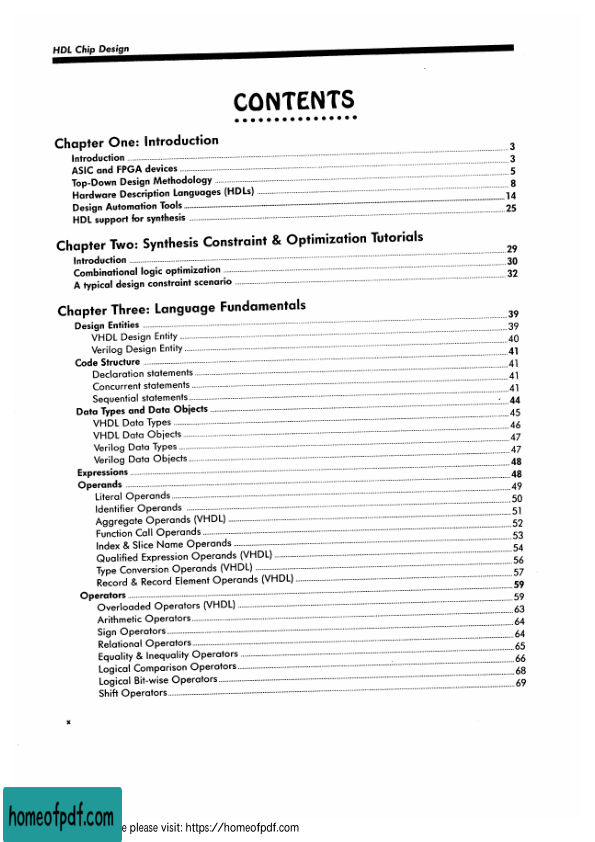 HDL Chip Design
CONTENTS
Chapter One: Introduction
Introduction 3
ASIC and FPGA devices 3
Top-Down Design Methodology 5
Hardware Description Languages (HDLs) 8
Design Automation Tools 14
HDL support for synthesis 25
Chapter Two: Synthesis Constraint & Optimization Tutorials
Introduction 29
Combinational logic optimization 30
A typical design constraint scenario 32
Chapter Three: Language Fundamentals
Design Entities 39
VHDL Design Entity 39
Verilog Design Entity 40
Code Structure 41
Declaration statements 41
Concurrent statements 41
Sequential statements 41
Data Types and Data Objects 44
VHDL Data Types 45
VHDL Data Objects 46
Verilog Data Types 47
Verilog Data Objects 47
Expressions 48
Operands 48
Literal Operands 49
Identifier Operands 50
Aggregate Operands (VHDL) 51
Function Call Operands 52
Index & Slice Name Operands 53
Qualified Expression Operands (VHDL) 54
Type Conversion Operands (VHDL) 56
Record & Record Element Operands (VHDL) 57
Operators 59
Overloaded Operators (VHDL) 59
Arithmetic Operators 63
Sign Operators 64
Relational Operators 64
Equality & Inequality Operators 65
Logical Comparison Operators 66
Logical Bit-wise Operators 68
Shift Operators 69
x
homeofpdf.com
e please visit: https://homeofpdf.com